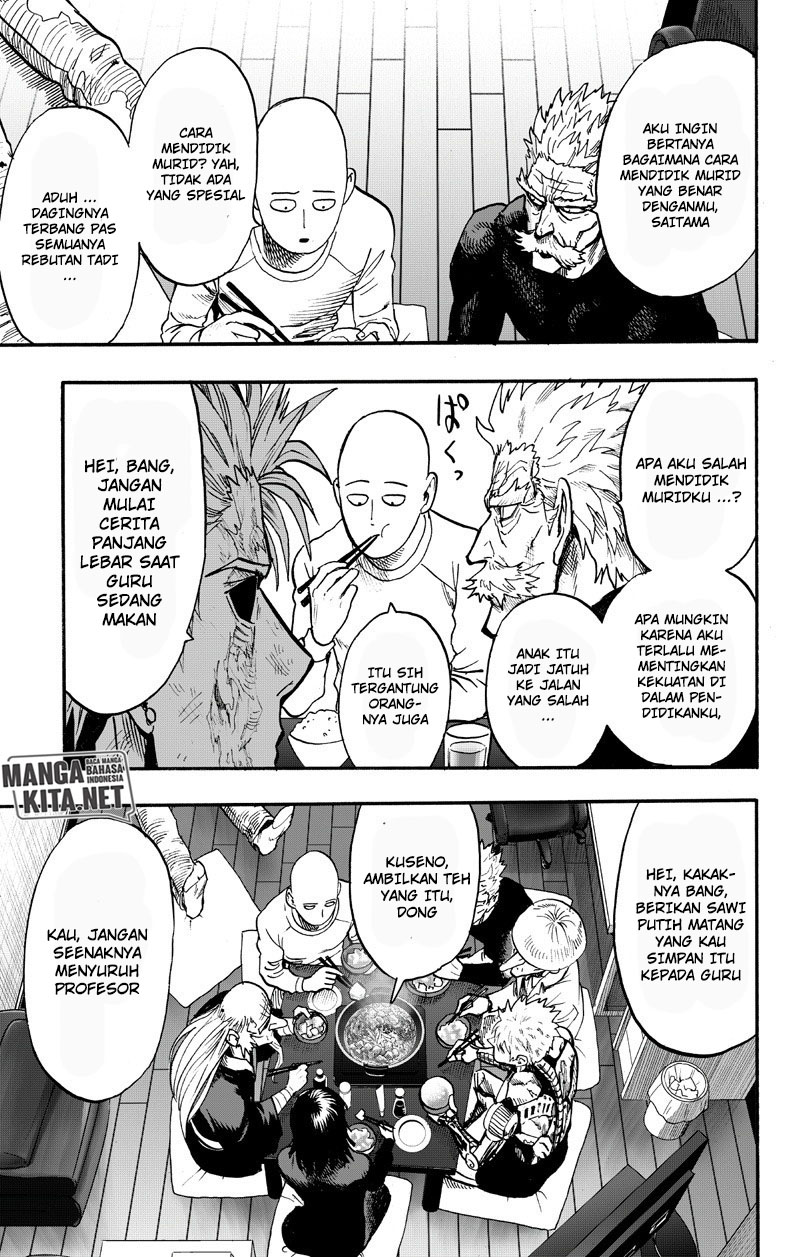 AKU INGIN
BERTANYA
BAGAIMANA CARA
MENDIDIK MURID
YANG BENAR
DENGANMU,
SAITAMA
CARA
MENDIDIK
MURID? YAH,
TIDAK ADA
YANG SPESIAL
ADUH ...
DAGINGNYA
TERBANG PAS
SEMUANYA
REBUTAN TADI
...
APA AKU SALAH
MENDIDIK
MURIDKU ...?
APA MUNGKIN
KARENA AKU
TERLALU ME-
MENTINGKAN
KEKUATAN DI
DALAM PEN-
DIDIKANKU,
ANAK ITU
JADI JATUH
KE JALAN
YANG SALAH
...
ぱくっ
ITU SIH
TERGANTUNG
ORANG-
NYA JUGA
HEI, BANG,
JANGAN
MULAI
CERITA
PANJANG
LEBAR SAAT
GURU
SEDANG
MAKAN
MANGA
KITA.NET
BACA MANGA
BAHASA
INDONESIA
HEI, KAKAK-
NYA BANG,
BERIKAN SAWI
PUTIH MATANG
YANG KAU
SIMPAN ITU
KEPADA GURU
KUSENO,
AMBILKAN TEH
YANG ITU,
DONG
KAU, JANGAN
SEENAKNYA
MENYURUH
PROFESOR